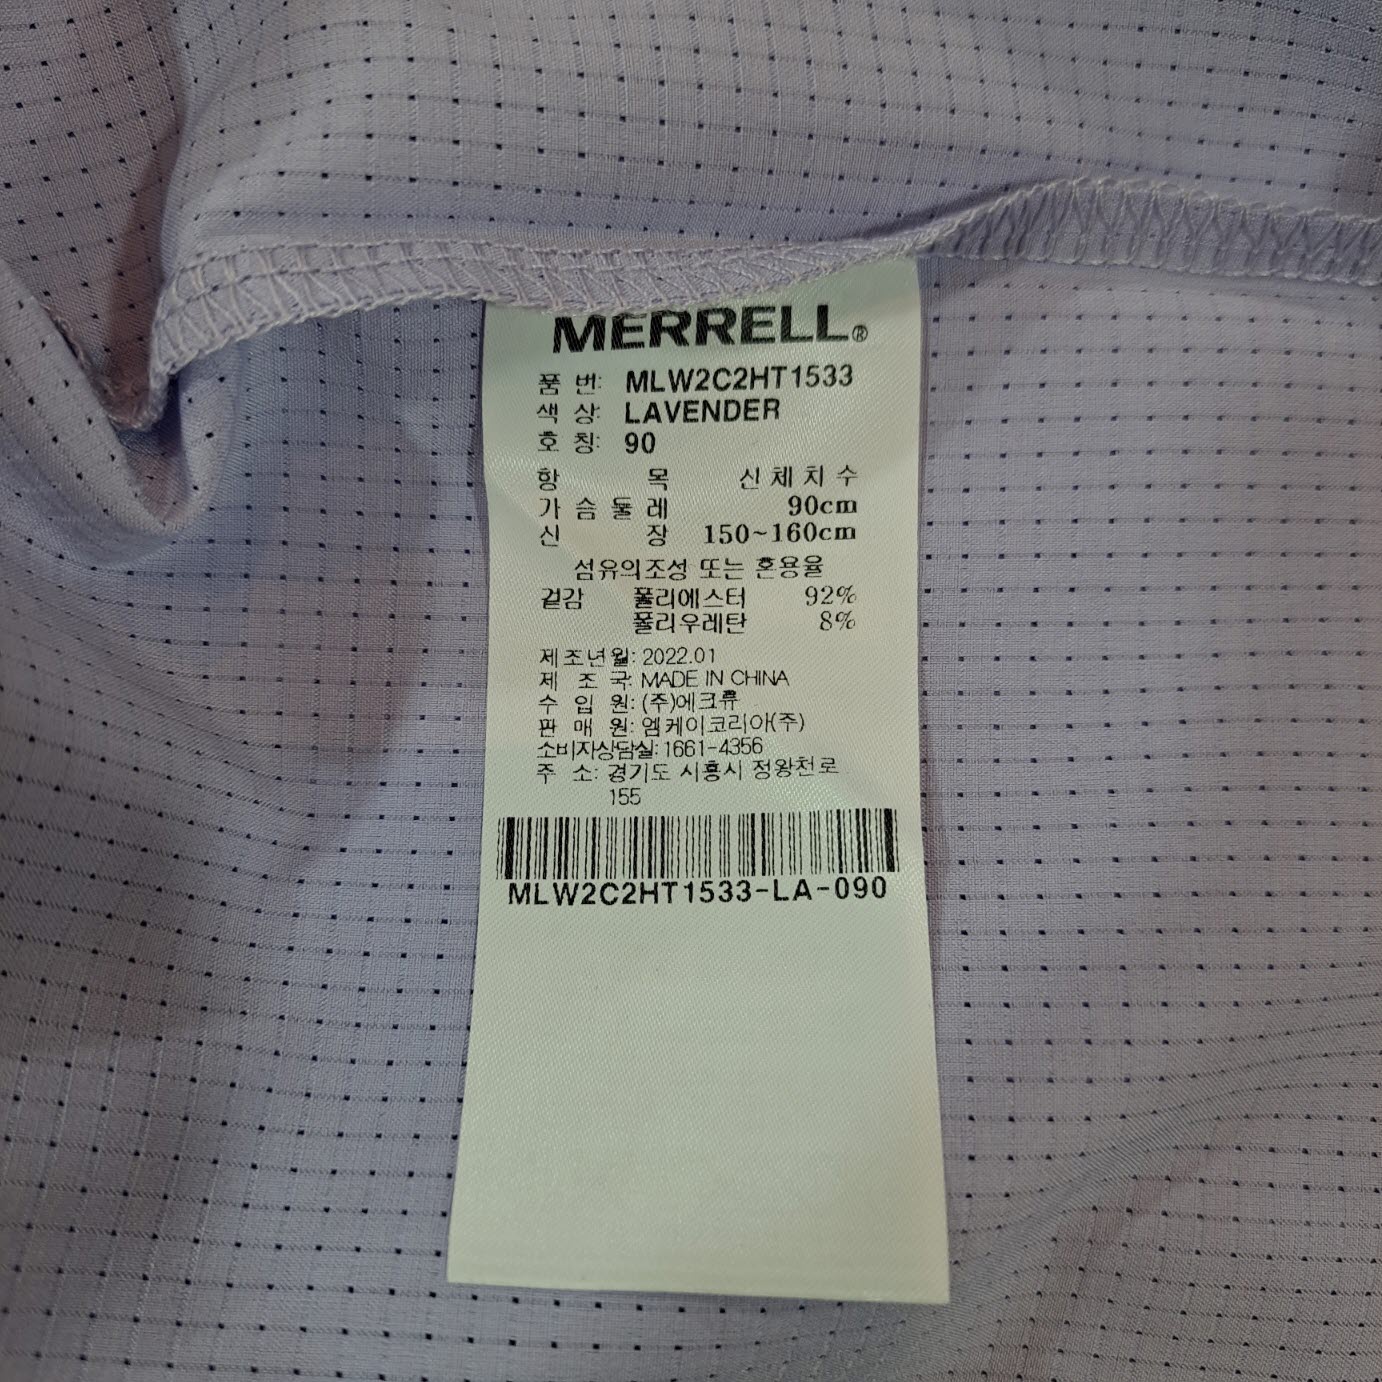 MERRELL®
품 번: MLW2C2HT1533
색 상: LAVENDER
호 칭: 90
항 목 신체치수
가슴둘레 90cm
신 장 150~160cm
섬유의조성 또는 혼용율
겉감 폴리에스터 92%
폴리우레탄 8%
제조년월: 2022.01
제 조 국: MADE IN CHINA
수 입 원: (주)에크류
판 매 원: 엠케이코리아(주)
소비자상담실: 1661-4356
주 소: 경기도 시흥시 정왕천로
155
MLW2C2HT1533-LA-090